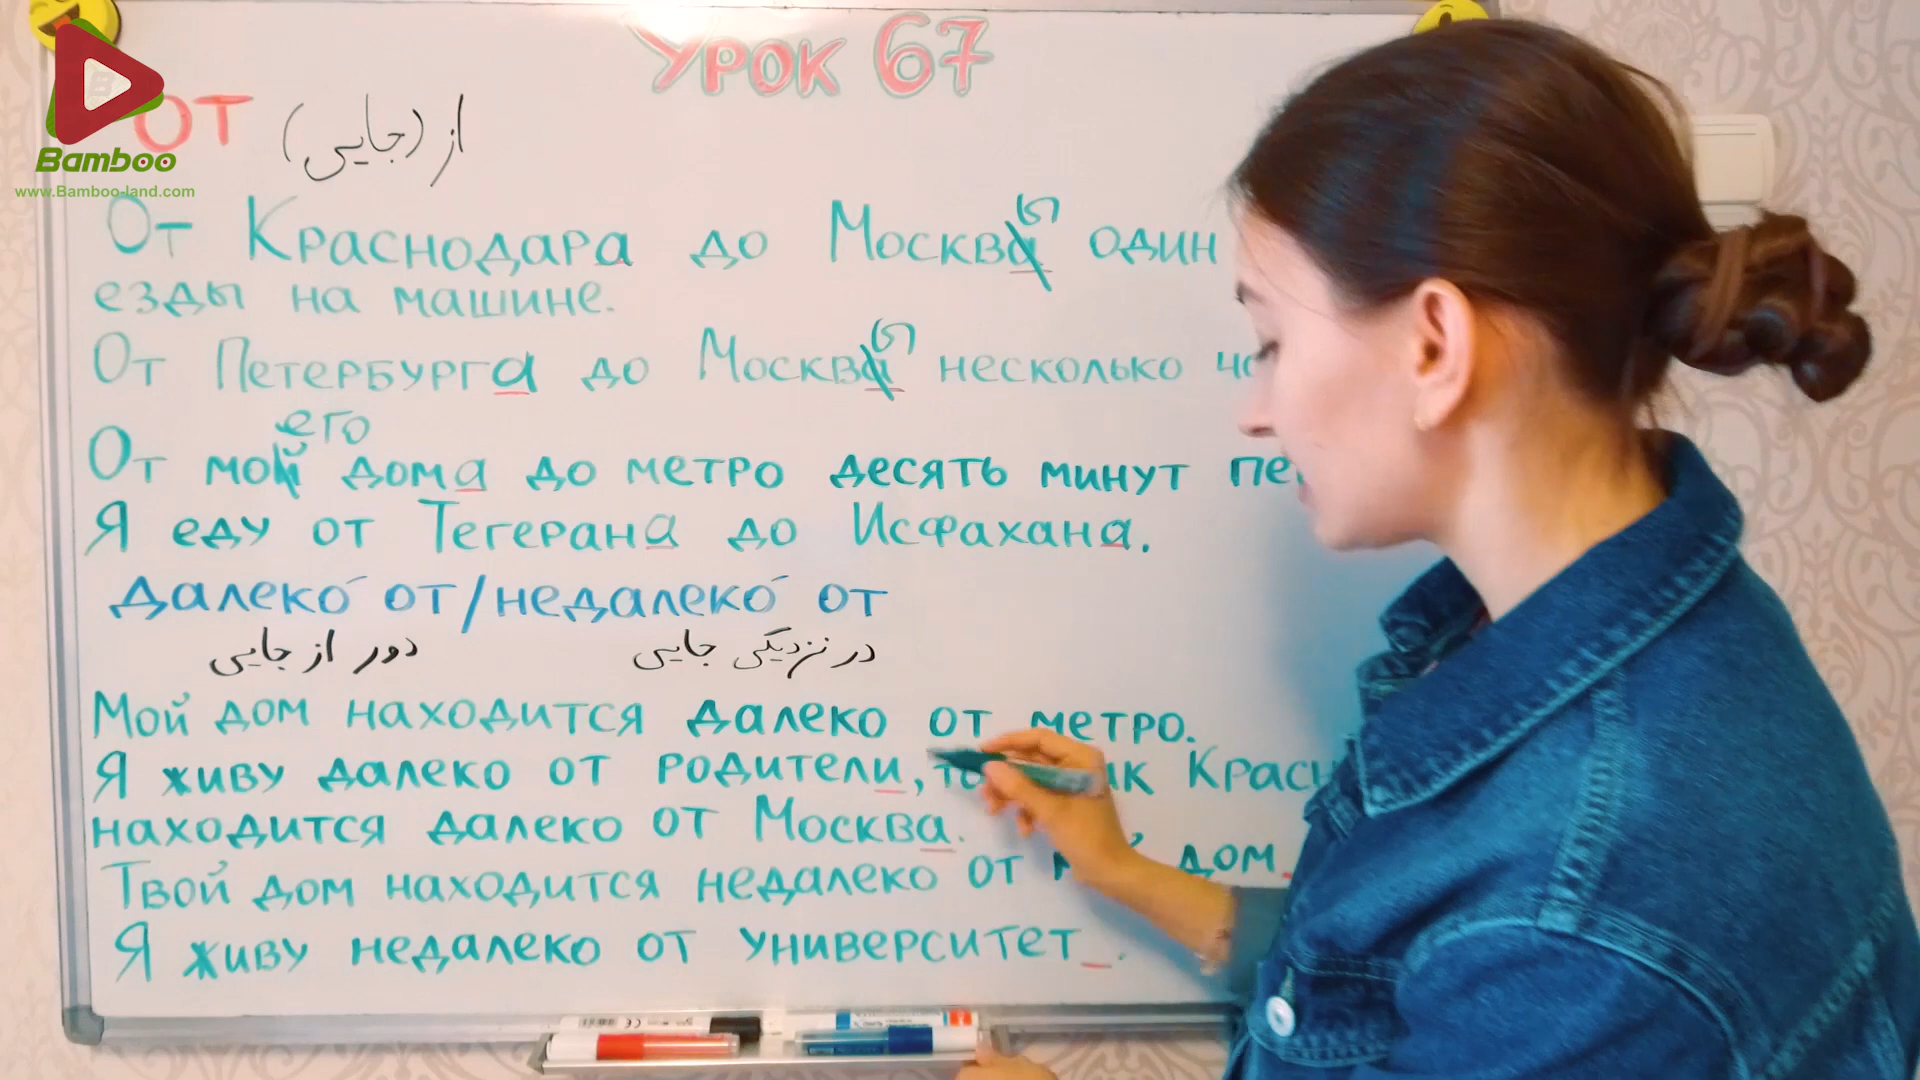 Урок 67
Bamboo
www.Bamboo-land.com
от از (جایی)
От Краснодара до Москваы один
езды на машине.
От Петербурга до Москваы несколько
его
От мой дома до метро десять минут
Я еду от Тегерана до Исфахана.
Далеко́ от/недалеко́ от
دور از جایی در نزدیکی جایی
Мой дом находится далеко от метро.
Я живу далеко от родители,
находится далеко от Москва.
Твой дом находится недалеко от дом
Я живу недалеко от университет_.